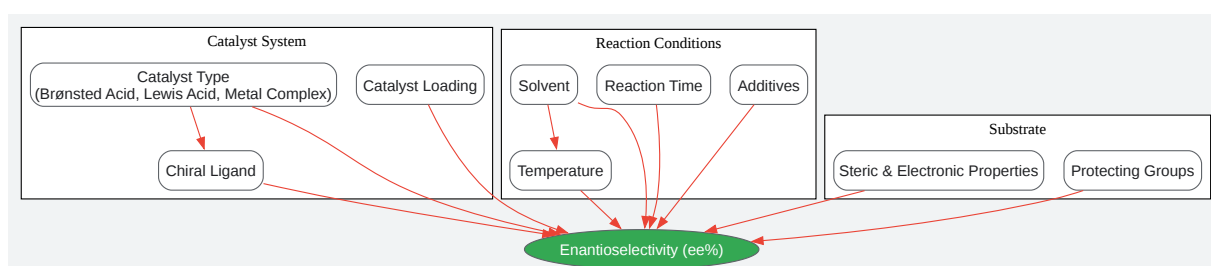 Catalyst System
Catalyst Type
(Brønsted Acid, Lewis Acid, Metal Complex)
Catalyst Loading
Chiral Ligand
Reaction Conditions
Solvent
Reaction Time
Additives
Temperature
Substrate
Steric & Electronic Properties
Protecting Groups
Enantioselectivity (ee%)